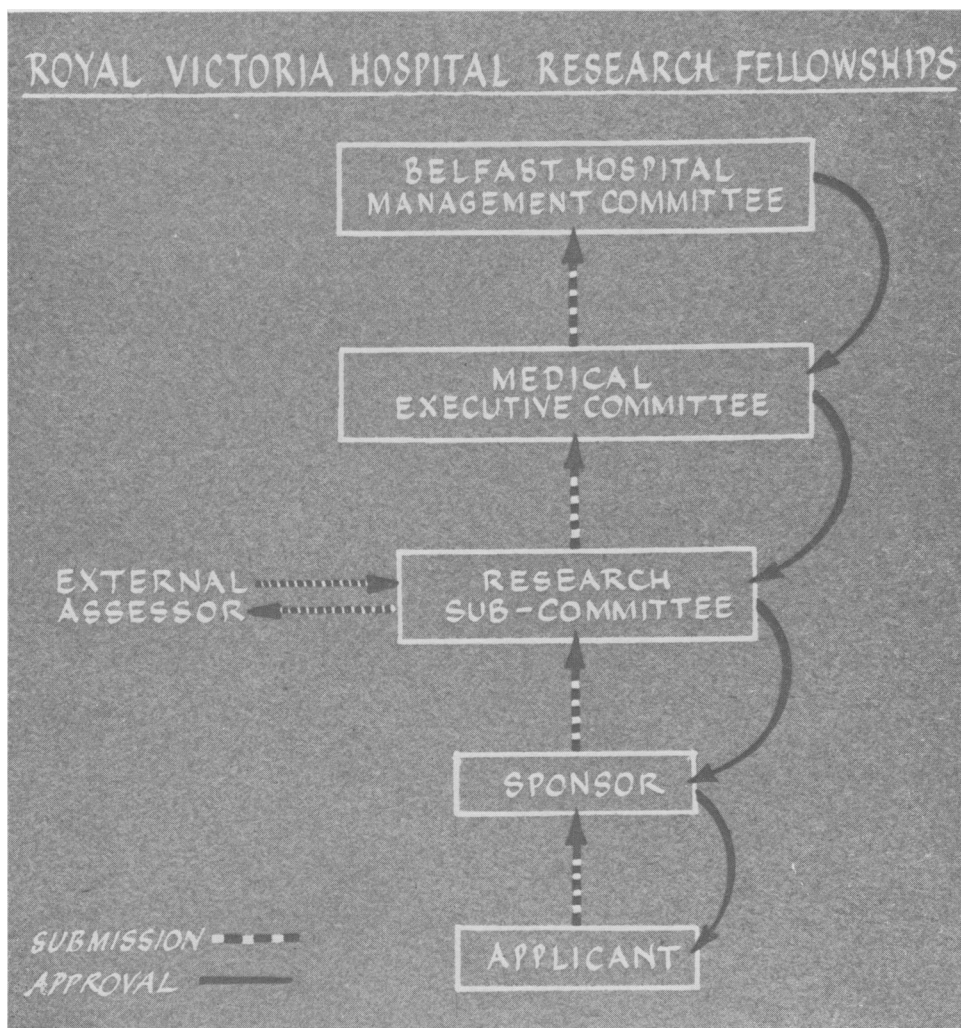 ROYAL VICTORIA HOSPITAL RESEARCH FELLOWSHIPS
BELFAST HOSPITAL
MANAGEMENT COMMITTEE
MEDICAL
EXECUTIVE COMMITTEE
EXTERNAL
ASSESSOR
RESEARCH
SUB-COMMITTEE
SPONSOR
APPLICANT
SUBMISSION
APPROVAL